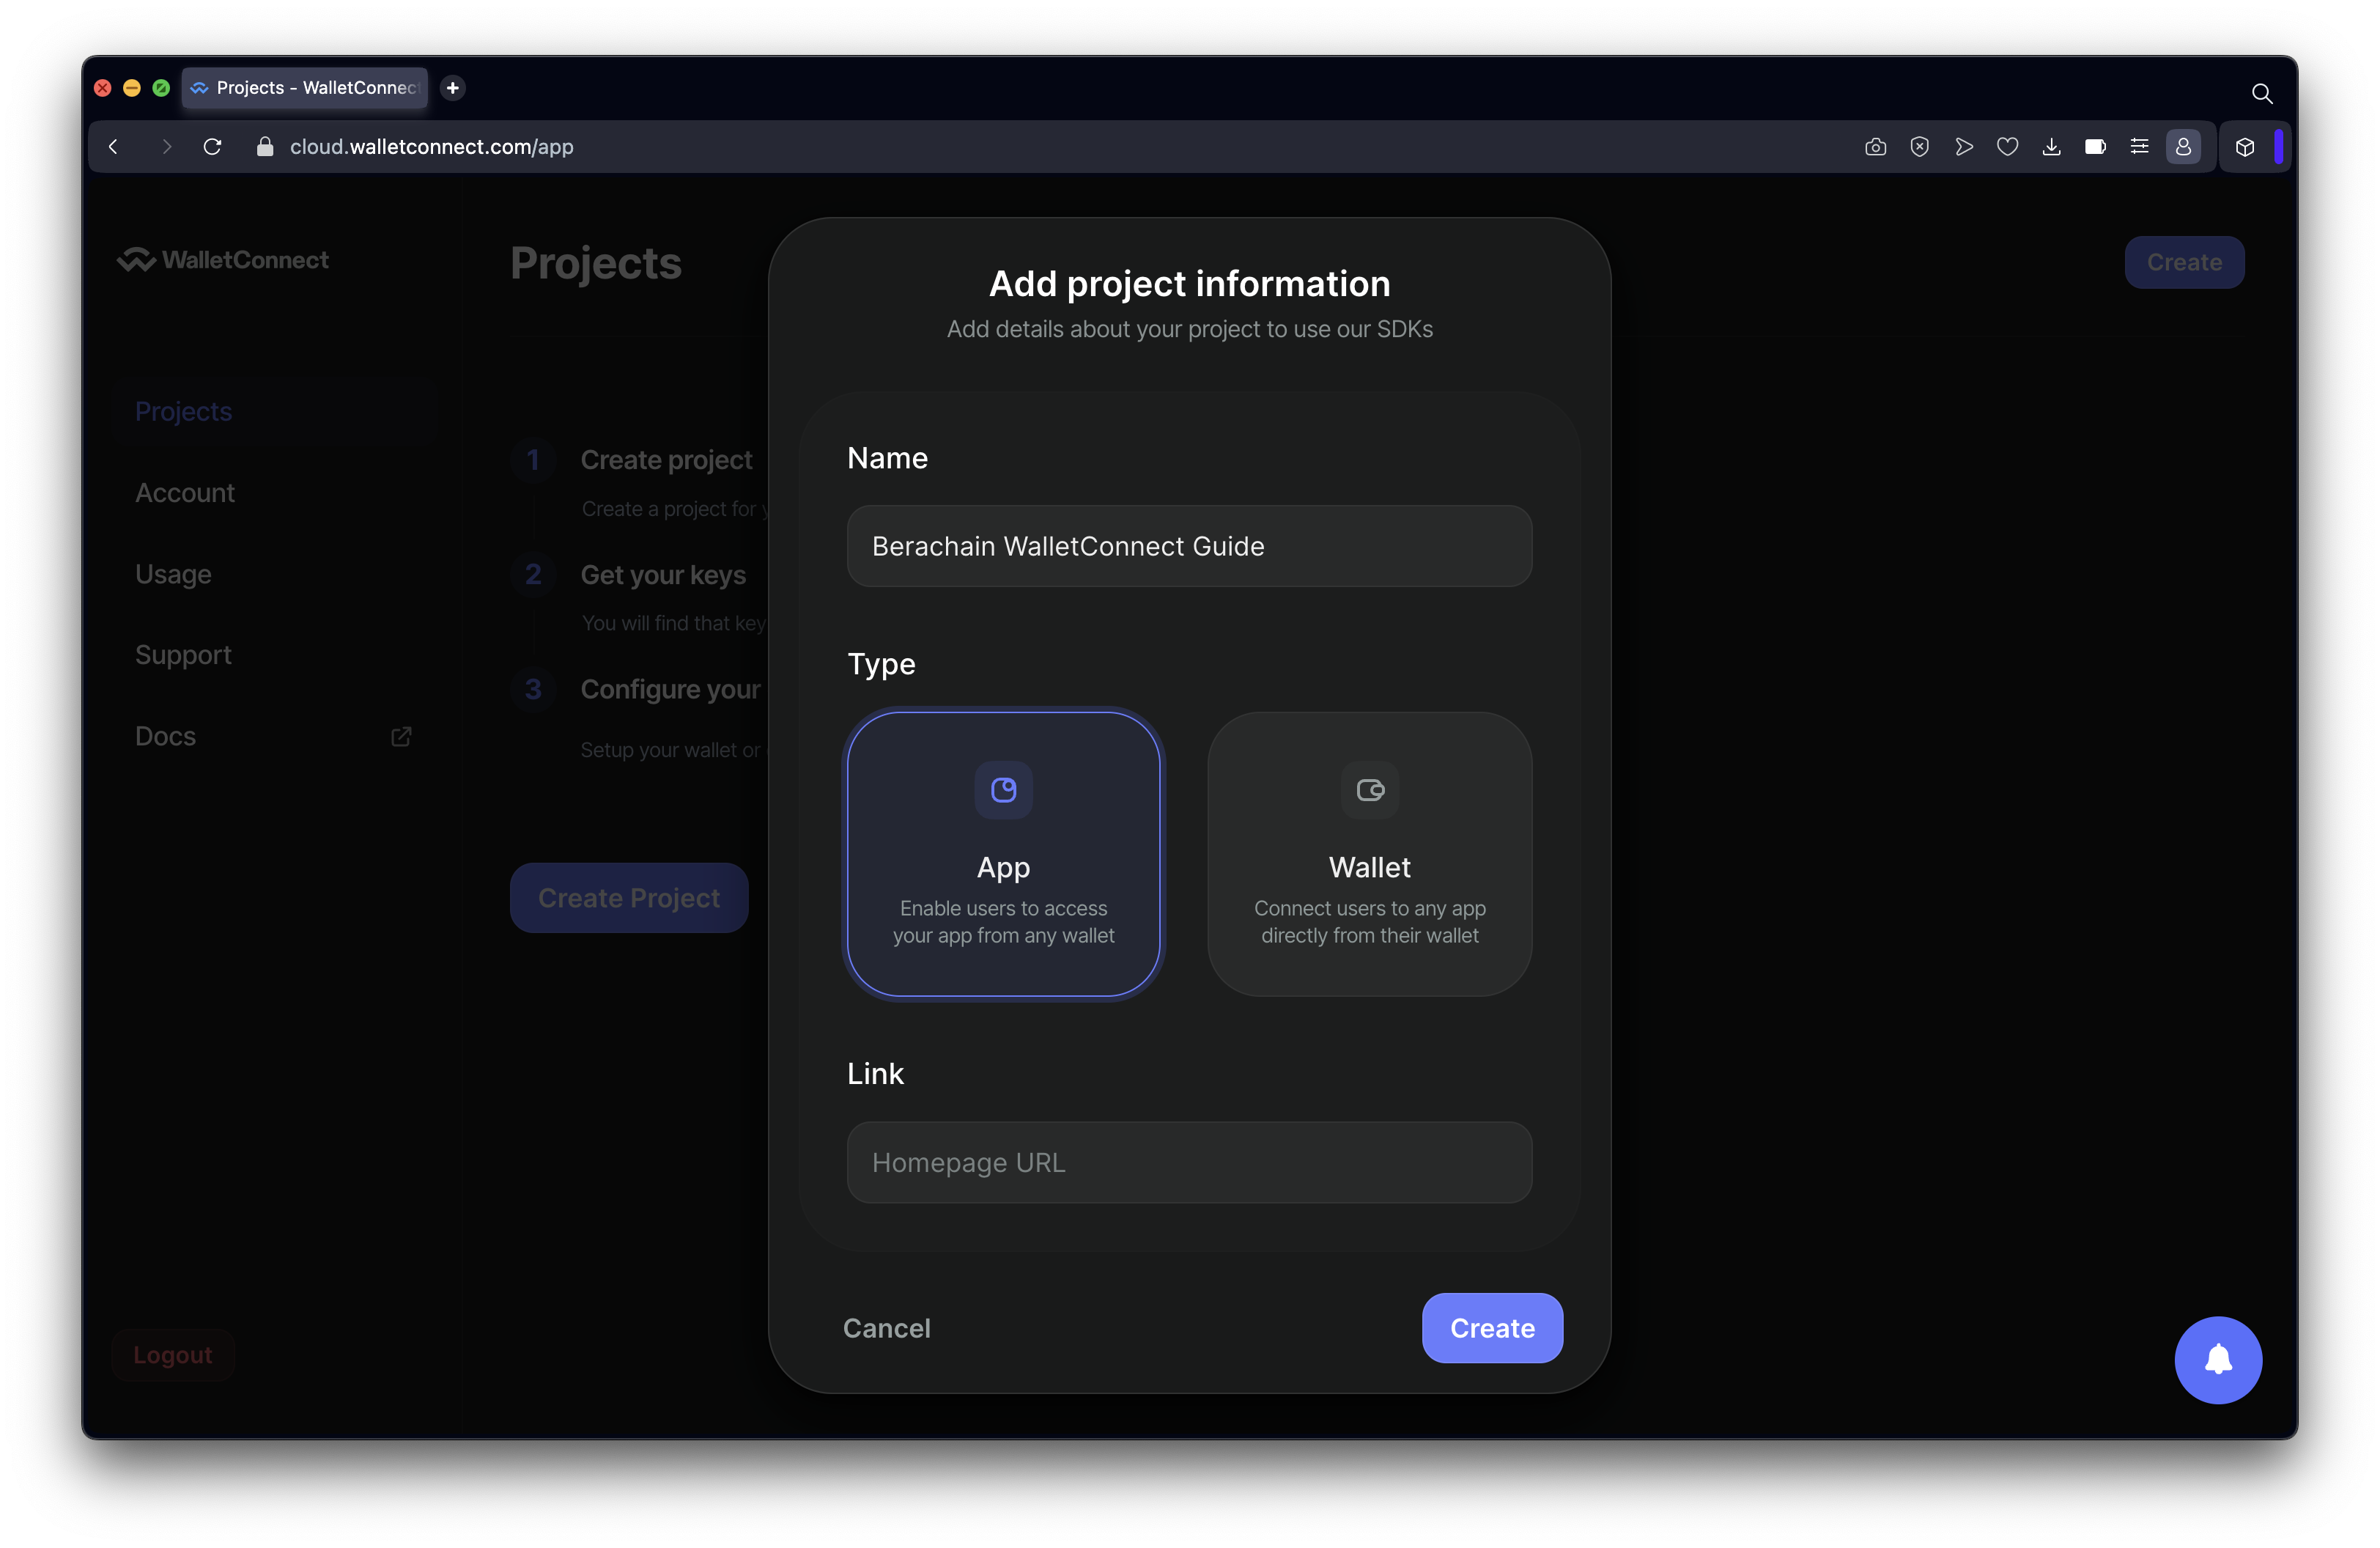 Projects - WalletConnec
cloud.walletconnect.com/app
WalletConnect
Projects
Account
Usage
Support
Docs
Logout
Projects
Create
1
Create project
Create a project for
2
Get your keys
You will find that key
3
Configure your
Setup your wallet or
Create Project
Add project information
Add details about your project to use our SDKs
Name
Berachain WalletConnect Guide
Type
App
Enable users to access
your app from any wallet
Wallet
Connect users to any app
directly from their wallet
Link
Homepage URL
Cancel
Create